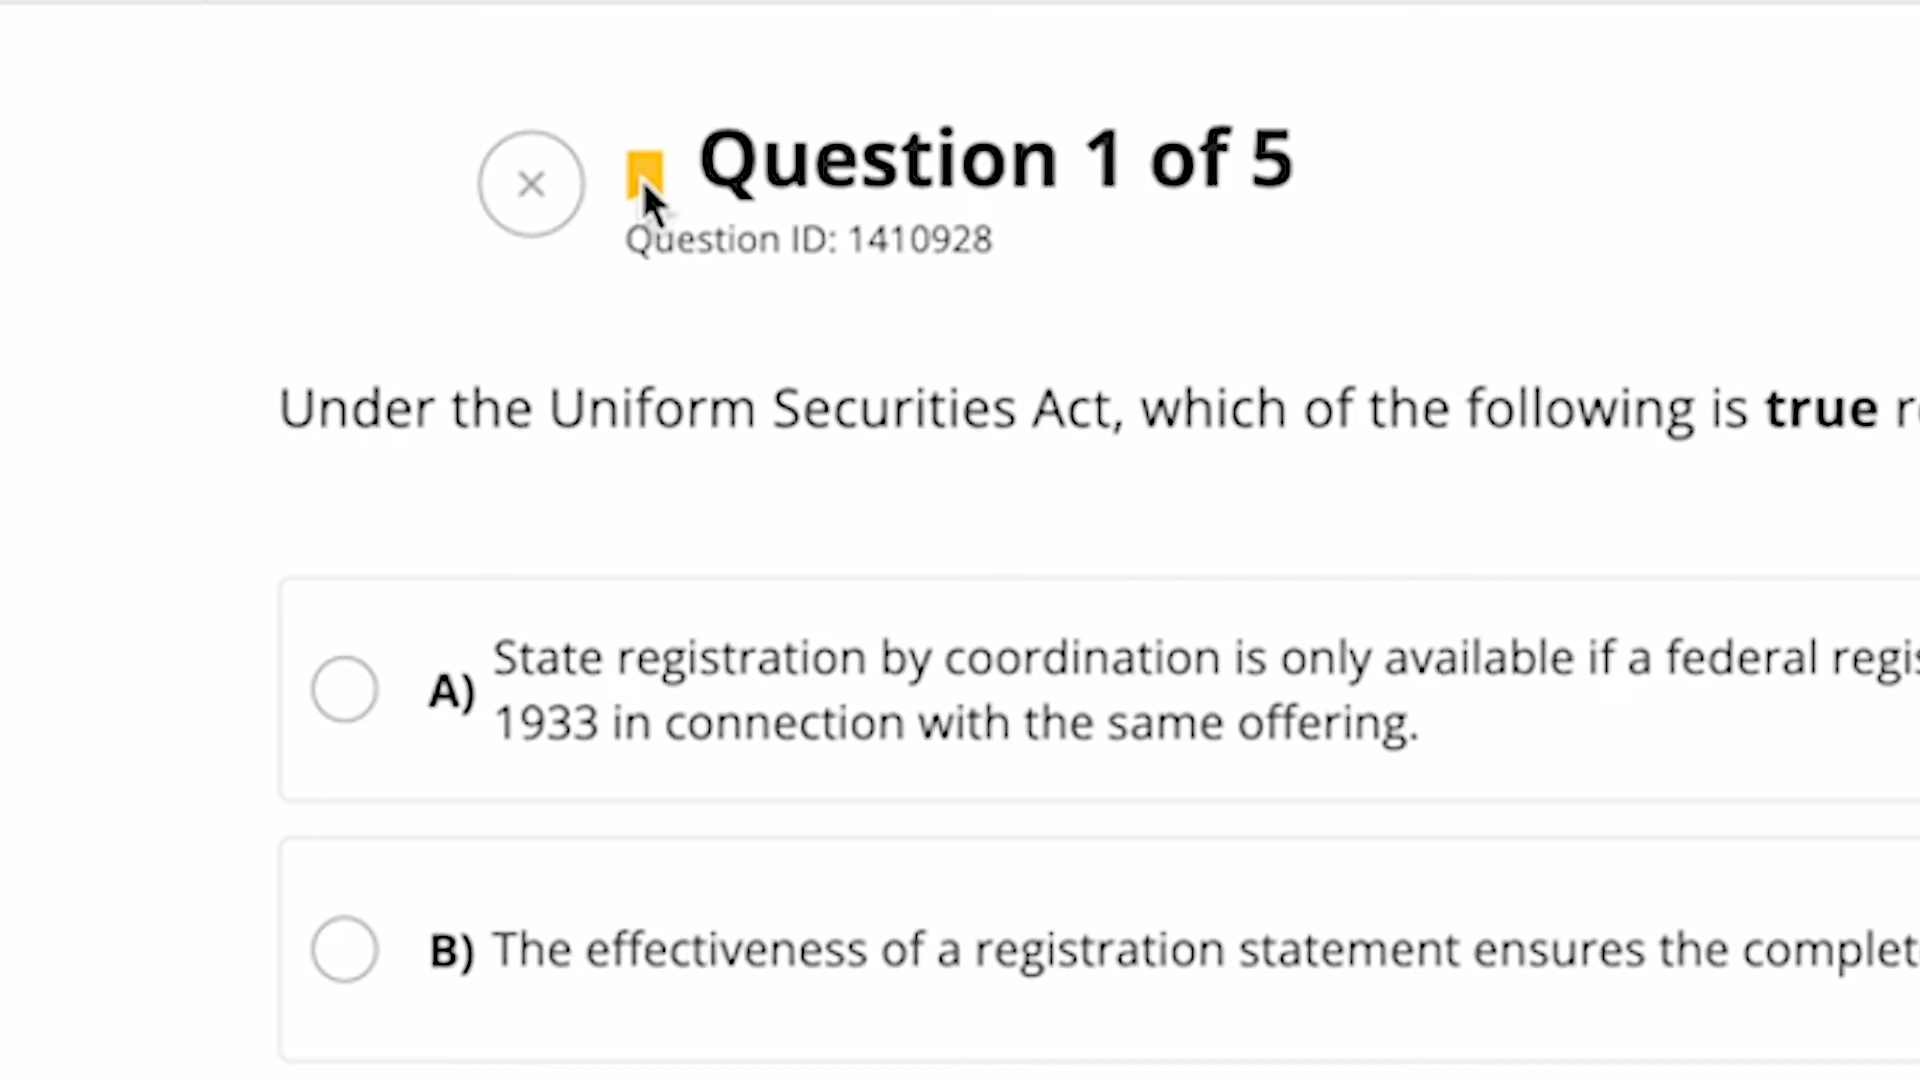 Question 1 of 5
Question ID: 1410928
Under the Uniform Securities Act, which of the following is true
A) State registration by coordination is only available if a federal
1933 in connection with the same offering.
B) The effectiveness of a registration statement ensures the